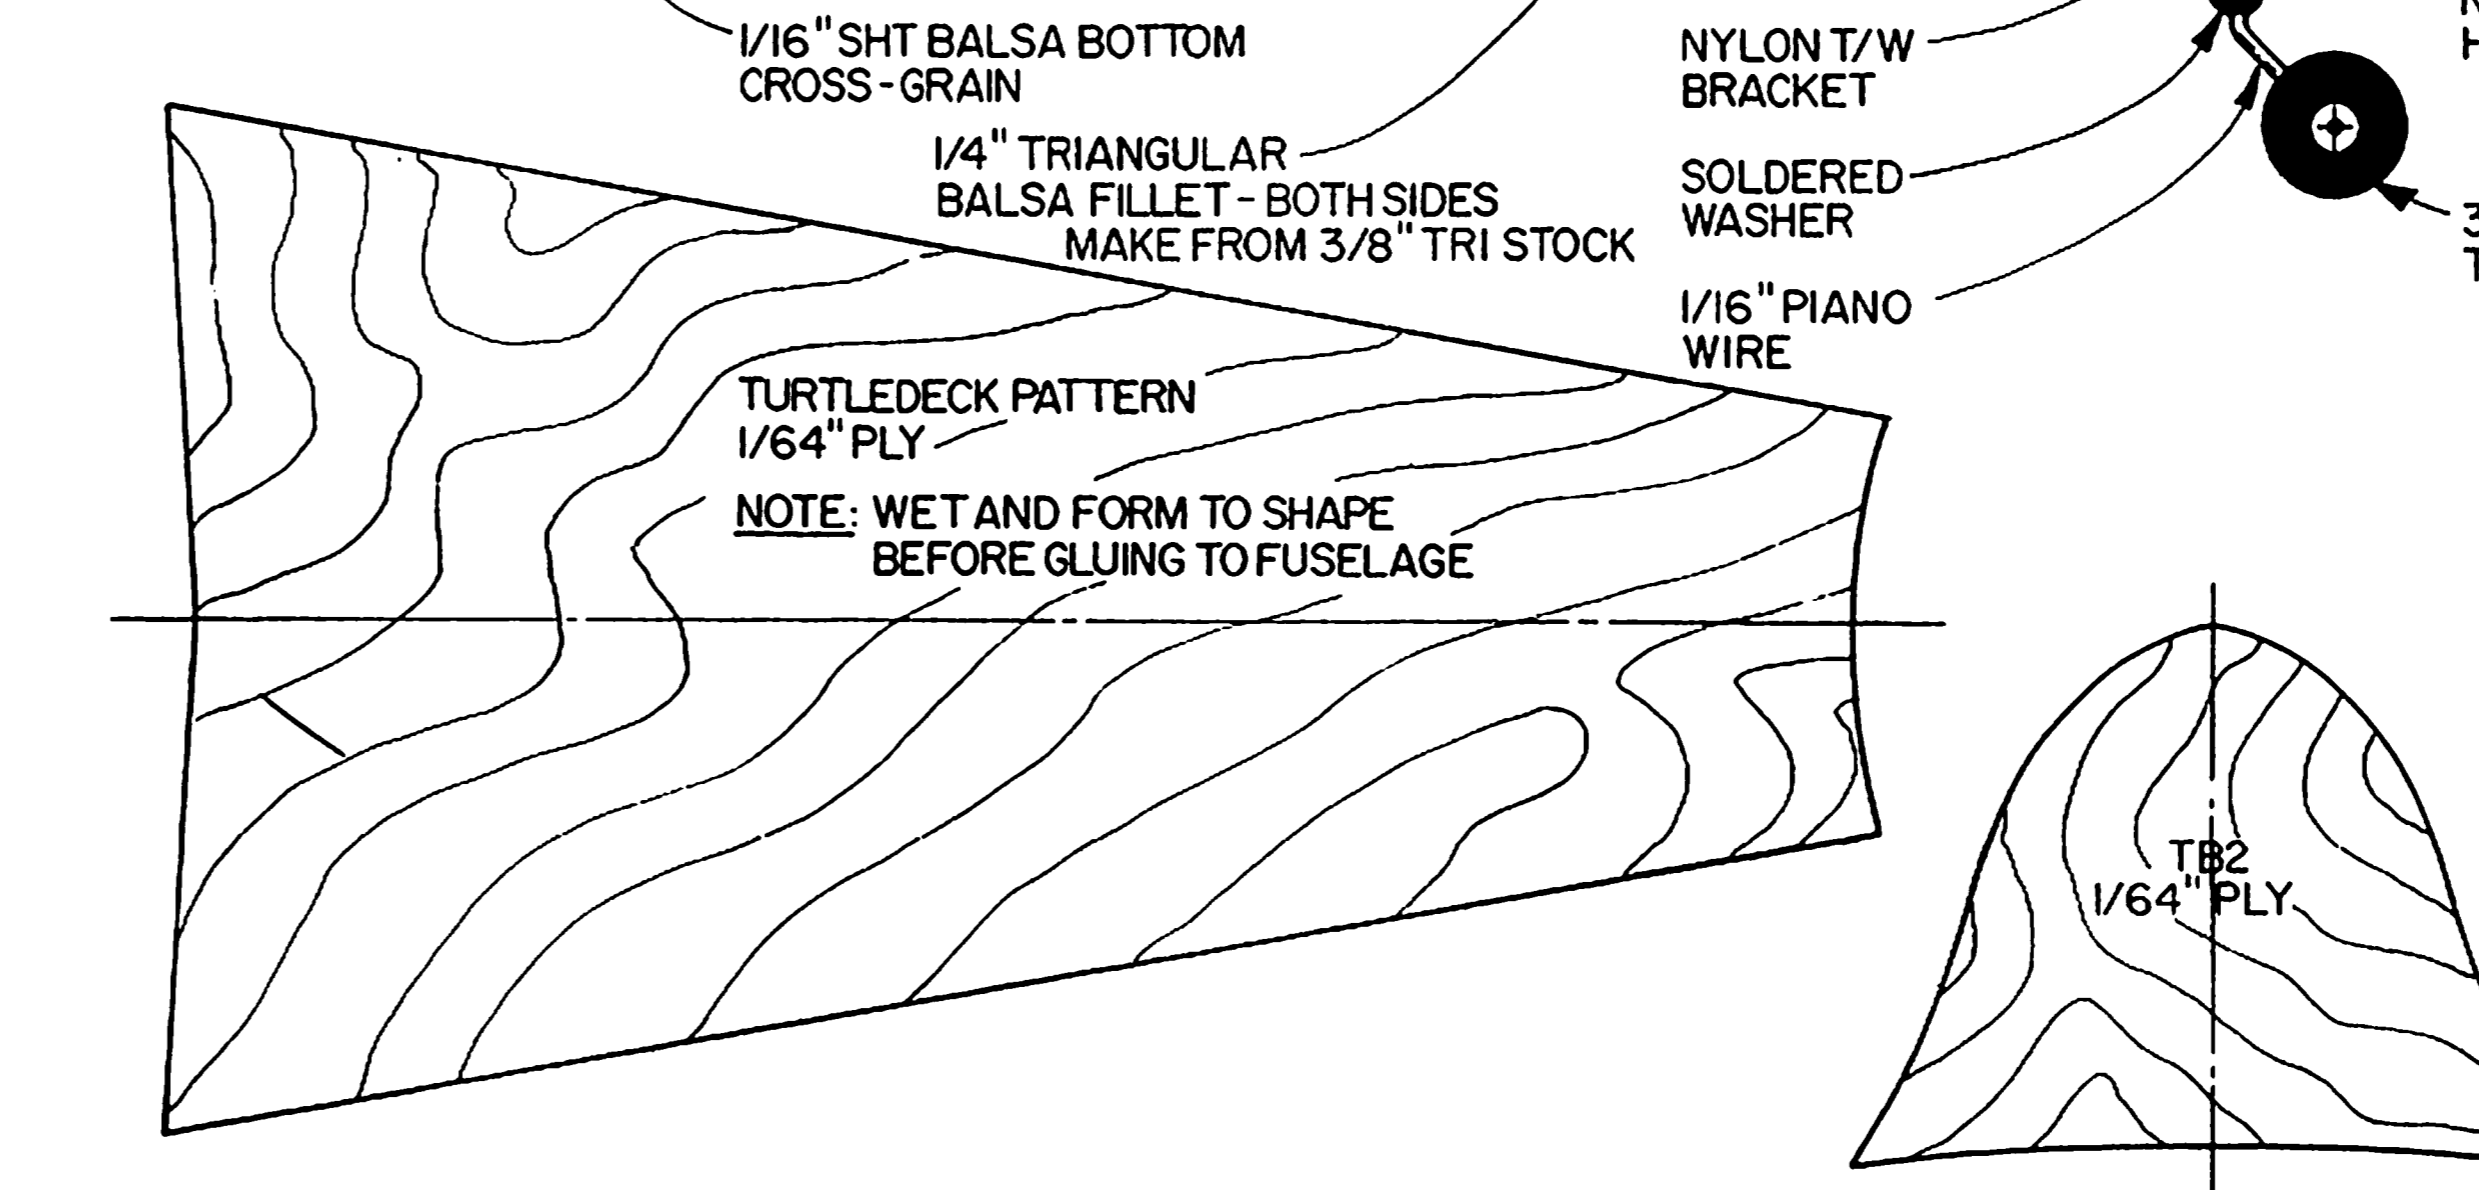 1/16" SHT BALSA BOTTOM
CROSS-GRAIN
1/4" TRIANGULAR
BALSA FILLET - BOTH SIDES
MAKE FROM 3/8" TRI STOCK
NYLON T/W
BRACKET
SOLDERED
WASHER
1/16" PIANO
WIRE
TURTLEDECK PATTERN
1/64" PLY
NOTE: WET AND FORM TO SHAPE
BEFORE GLUING TO FUSELAGE
TB2
1/64" PLY